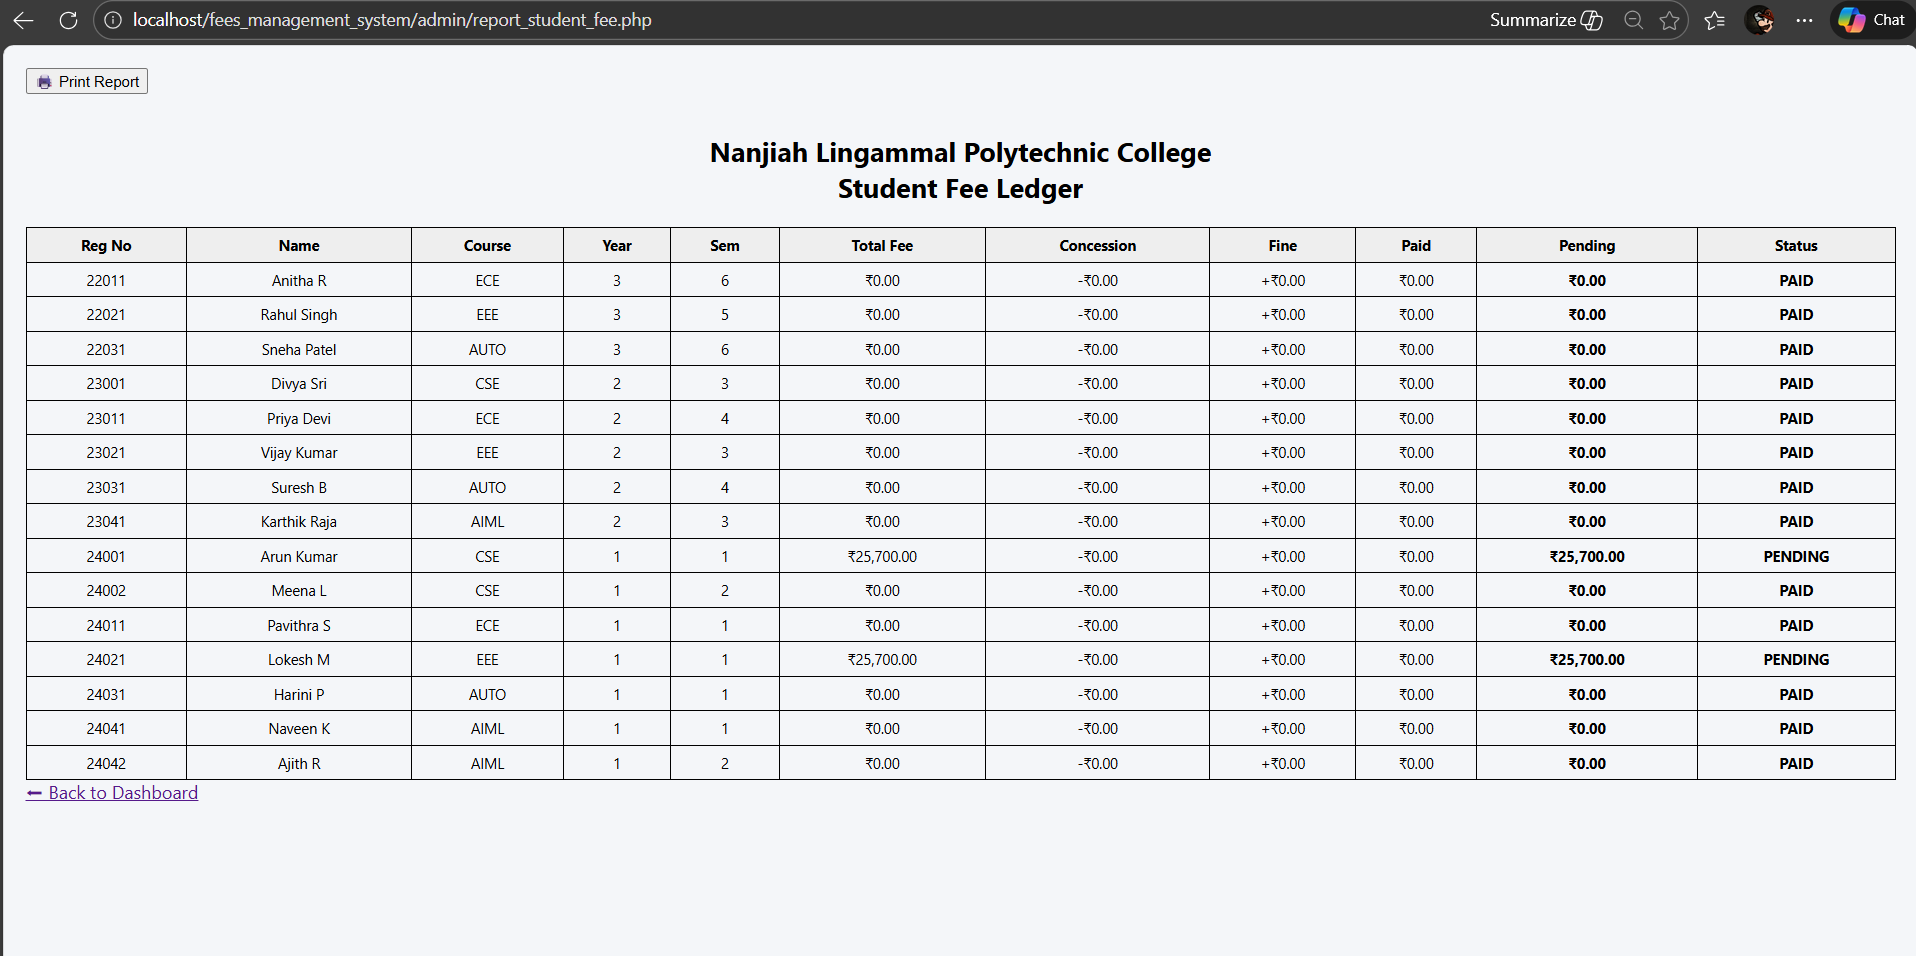 localhost/fees_management_system/admin/report_student_fee.php Summarize Chat
Print Report
Nanjiah Lingammal Polytechnic College
Student Fee Ledger
Reg No Name Course Year Sem Total Fee Concession Fine Paid Pending Status
22011 Anitha R ECE 3 6 ₹0.00 -₹0.00 +₹0.00 ₹0.00 ₹0.00 PAID
22021 Rahul Singh EEE 3 5 ₹0.00 -₹0.00 +₹0.00 ₹0.00 ₹0.00 PAID
22031 Sneha Patel AUTO 3 6 ₹0.00 -₹0.00 +₹0.00 ₹0.00 ₹0.00 PAID
23001 Divya Sri CSE 2 3 ₹0.00 -₹0.00 +₹0.00 ₹0.00 ₹0.00 PAID
23011 Priya Devi ECE 2 4 ₹0.00 -₹0.00 +₹0.00 ₹0.00 ₹0.00 PAID
23021 Vijay Kumar EEE 2 3 ₹0.00 -₹0.00 +₹0.00 ₹0.00 ₹0.00 PAID
23031 Suresh B AUTO 2 4 ₹0.00 -₹0.00 +₹0.00 ₹0.00 ₹0.00 PAID
23041 Karthik Raja AIML 2 3 ₹0.00 -₹0.00 +₹0.00 ₹0.00 ₹0.00 PAID
24001 Arun Kumar CSE 1 1 ₹25,700.00 -₹0.00 +₹0.00 ₹0.00 ₹25,700.00 PENDING
24002 Meena L CSE 1 2 ₹0.00 -₹0.00 +₹0.00 ₹0.00 ₹0.00 PAID
24011 Pavithra S ECE 1 1 ₹0.00 -₹0.00 +₹0.00 ₹0.00 ₹0.00 PAID
24021 Lokesh M EEE 1 1 ₹25,700.00 -₹0.00 +₹0.00 ₹0.00 ₹25,700.00 PENDING
24031 Harini P AUTO 1 1 ₹0.00 -₹0.00 +₹0.00 ₹0.00 ₹0.00 PAID
24041 Naveen K AIML 1 1 ₹0.00 -₹0.00 +₹0.00 ₹0.00 ₹0.00 PAID
24042 Ajith R AIML 1 2 ₹0.00 -₹0.00 +₹0.00 ₹0.00 ₹0.00 PAID
← Back to Dashboard